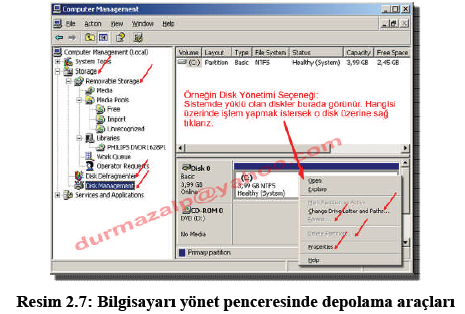 Computer Management
File Action View Window Help
Computer Management (Local)
System Tools
Storage
Removable Storage
Media
Media Pools
Free
Import
Unrecognized
Libraries
PHILIPS DVDR1628P1
Work Queue
Operator Requests
Disk Defragmenter
Disk Management
Services and Applications
Volume Layout Type File System Status Capacity Free Space
(C:) Partition Basic NTFS Healthy (System) 3,99 GB 2,45 GB
Örneğin Disk Yönetimi Seçeneği:
Sistemde yüklü olan diskler burada görünür. Hangisi
üzerinde işlem yapmak istersek o disk üzerine sağ
tıklarız.
Disk 0
Basic
3,99 GB
Online
(C:)
3,99 GB NTFS
Healthy (System)
CD-ROM 0
DVD (D:)
No Media
Primary partition
Open
Explore
Mark Partition as Active
Change Drive Letter and Paths...
Format...
Delete Partition...
Properties
Help
durmazalp@yahoo.com
Resim 2.7: Bilgisayarı yönet penceresinde depolama araçları